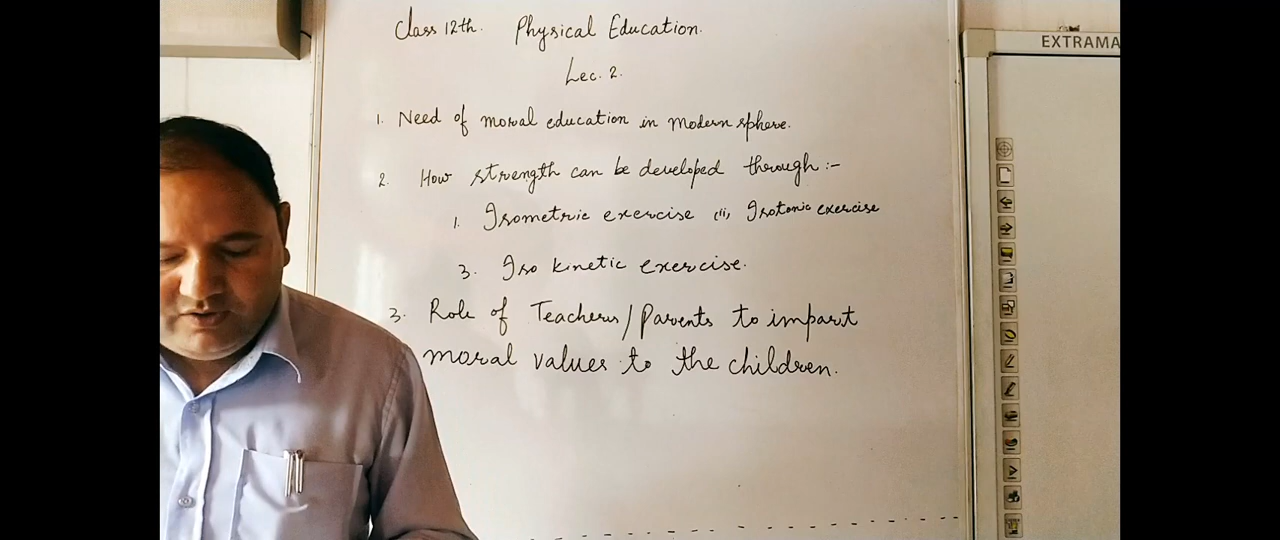 Class 12th. Physical Education.
Lec. 2.
1. Need of moral education in modern sphere.
2. How strength can be developed through :-
1. Isometric exercise (ii) Isotonic exercise
3. Iso kinetic exercise.
3. Role of Teachers/Parents to impart
moral values to the children.
EXTRAMA